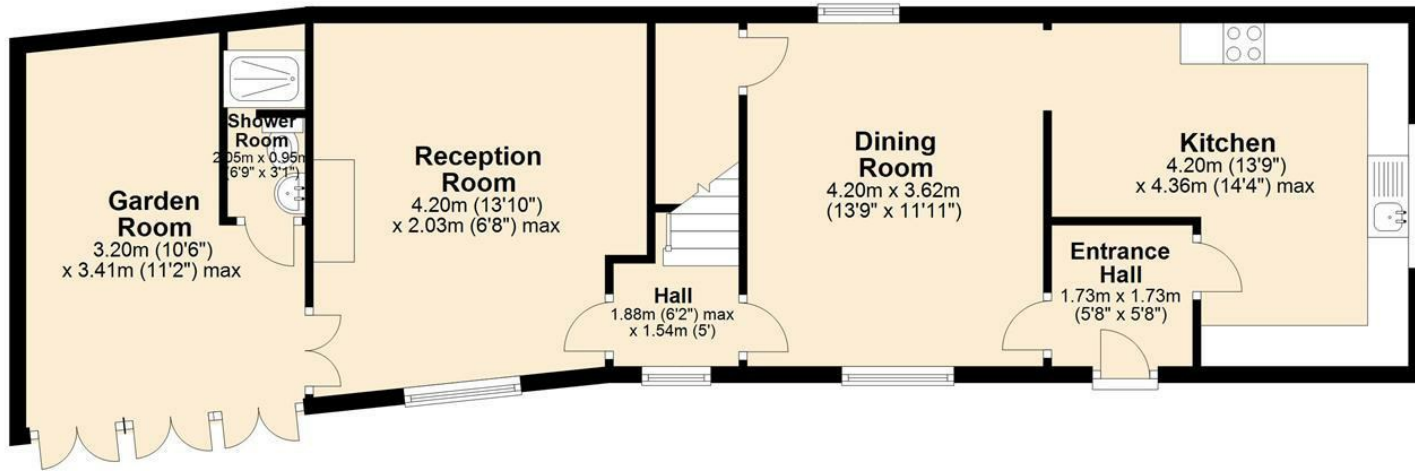 Garden
Room
3.20m (10'6")
x 3.41m (11'2") max
Shower
Room
2.05m x 0.95m
(6'9" x 3'1")
Reception
Room
4.20m (13'10")
x 2.03m (6'8") max
Hall
1.88m (6'2") max
x 1.54m (5')
Dining
Room
4.20m x 3.62m
(13'9" x 11'11")
Entrance
Hall
1.73m x 1.73m
(5'8" x 5'8")
Kitchen
4.20m (13'9")
x 4.36m (14'4") max